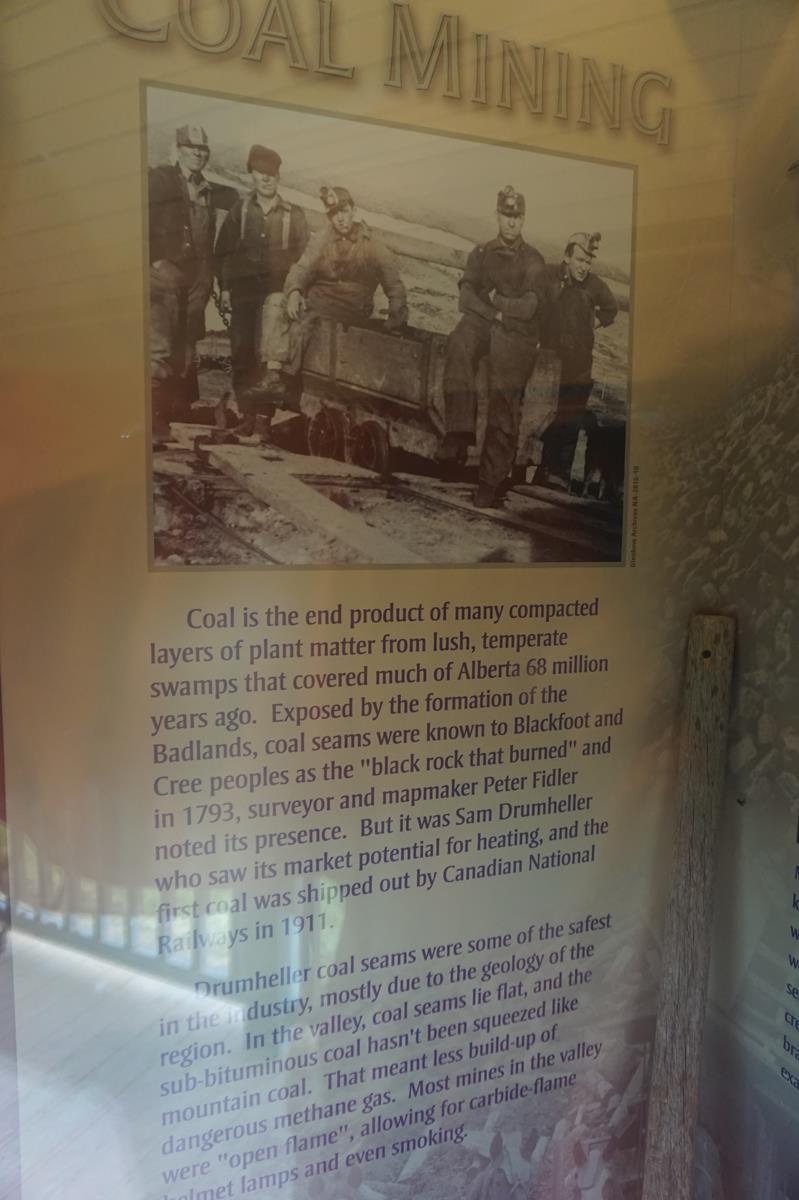 COAL MINING
Glenbow Archives NA 2616-10
Coal is the end product of many compacted
layers of plant matter from lush, temperate
swamps that covered much of Alberta 68 million
years ago. Exposed by the formation of the
Badlands, coal seams were known to Blackfoot and
Cree peoples as the "black rock that burned" and
in 1793, surveyor and mapmaker Peter Fidler
noted its presence. But it was Sam Drumheller
who saw its market potential for heating, and the
first coal was shipped out by Canadian National
Railways in 1911.
Drumheller coal seams were some of the safest
in the industry, mostly due to the geology of the
region. In the valley, coal seams lie flat, and the
sub-bituminous coal hasn't been squeezed like
mountain coal. That meant less build-up of
dangerous methane gas. Most mines in the valley
were "open flame", allowing for carbide-flame
helmet lamps and even smoking.